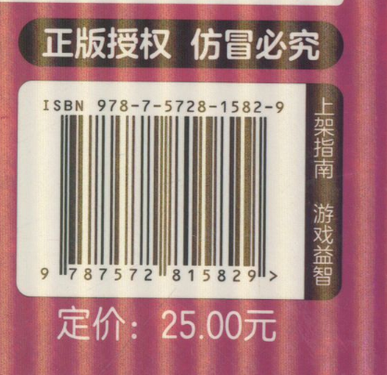 正版授权 仿冒必究
ISBN 978-7-5728-1582-9
上架指南 游戏益智
9 787572 815829 >
定价：25.00元